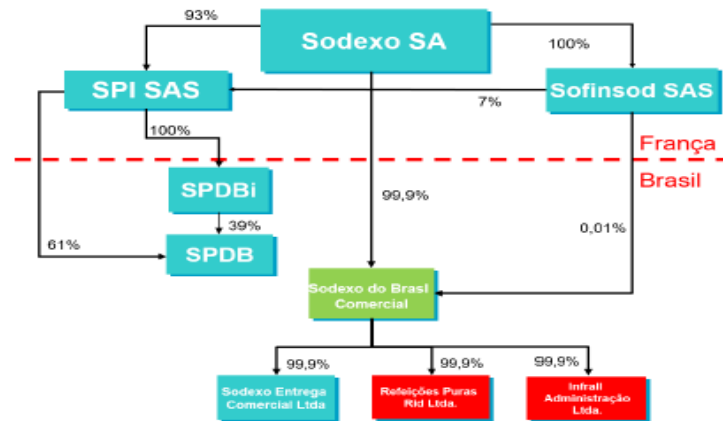 93%
Sodexo SA
100%
SPI SAS
Sofinsod SAS
7%
100%
França
Brasil
SPDBi
99,9%
39%
0,01%
61%
SPDB
Sodexo do Brasl
Comercial
99,9%
99,9%
99,9%
Sodexo Entrega
Comercial Ltda
Refeições Puras
Rid Ltda.
Infrall
Administração
Ltda.